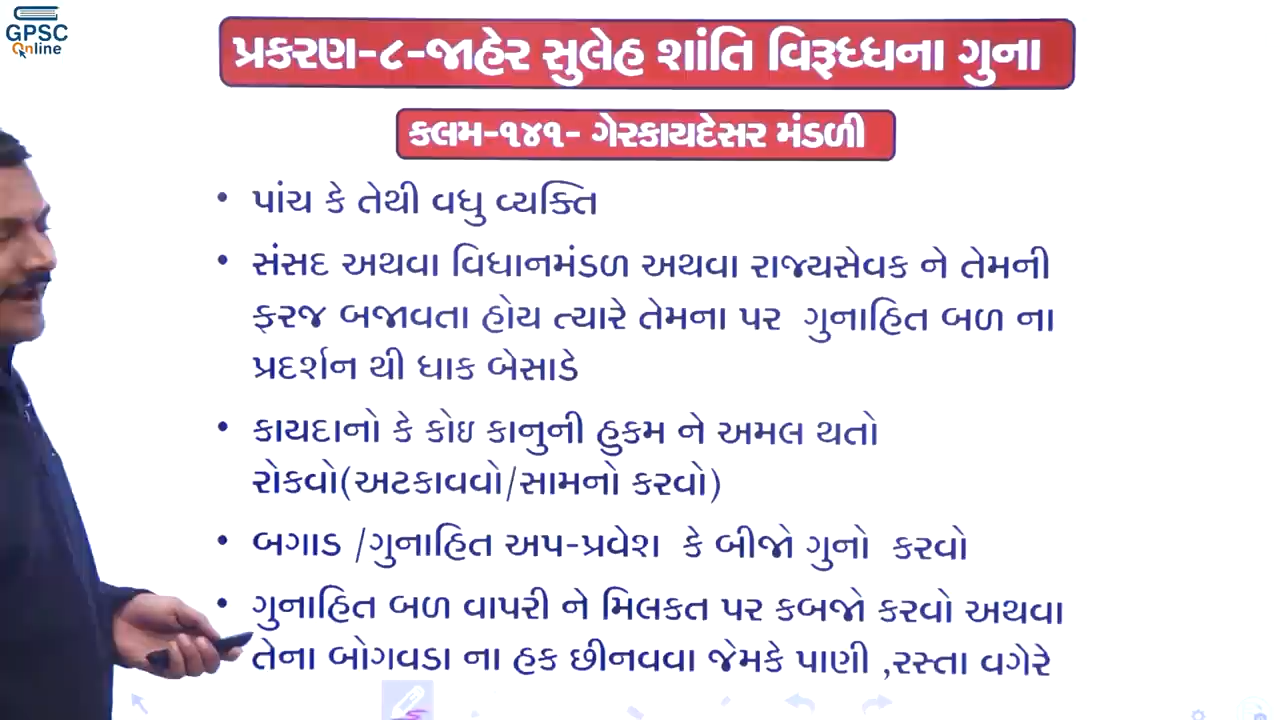 GPSC
Online
પ્રકરણ-૮-જાહેર સુલેહ શાંતિ વિરૂધ્ધના ગુના
કલમ-૧૪૧- ગેરકાયદેસર મંડળી
• પાંચ કે તેથી વધુ વ્યક્તિ
• સંસદ અથવા વિધાનમંડળ અથવા રાજ્યસેવક ને તેમની
ફરજ બજાવતા હોય ત્યારે તેમના પર ગુનાહિત બળ ના
પ્રદર્શન થી ધાક બેસાડે
• કાયદાનો કે કોઇ કાનુની હુકમ ને અમલ થતો
રોકવો(અટકાવવો/સામનો કરવો)
• બગાડ /ગુનાહિત અપ-પ્રવેશ કે બીજો ગુનો કરવો
• ગુનાહિત બળ વાપરી ને મિલકત પર કબજો કરવો અથવા
તેના બોગવડા ના હક છીનવવા જેમકે પાણી ,રસ્તા વગેરે